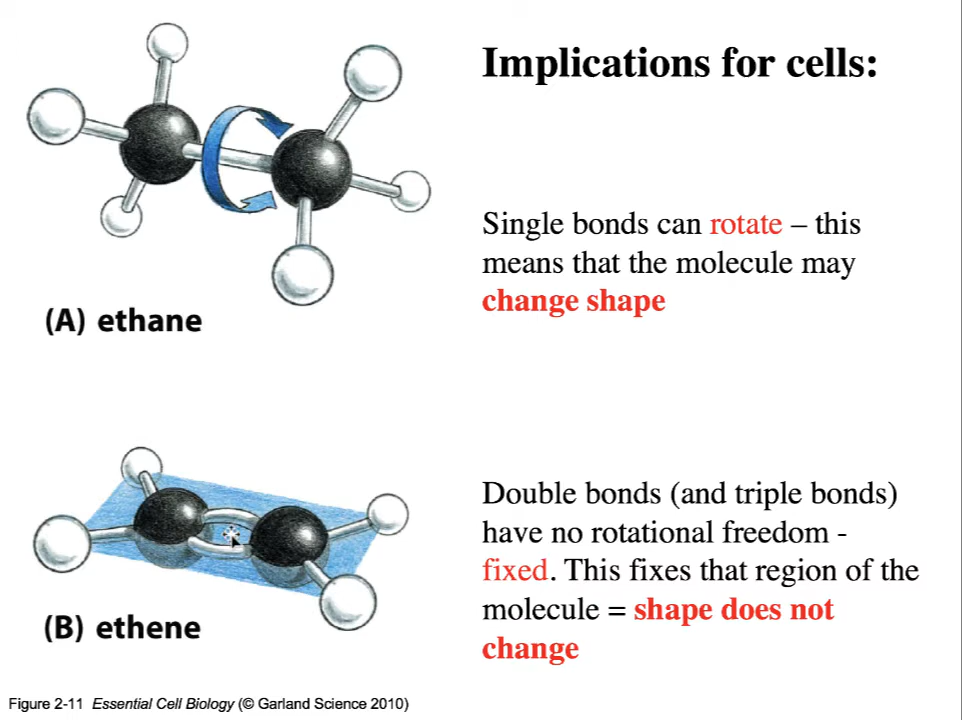 Implications for cells:
Single bonds can rotate – this
means that the molecule may
change shape
(A) ethane
Double bonds (and triple bonds)
have no rotational freedom -
fixed. This fixes that region of the
molecule = shape does not
change
(B) ethene
Figure 2-11 Essential Cell Biology (© Garland Science 2010)